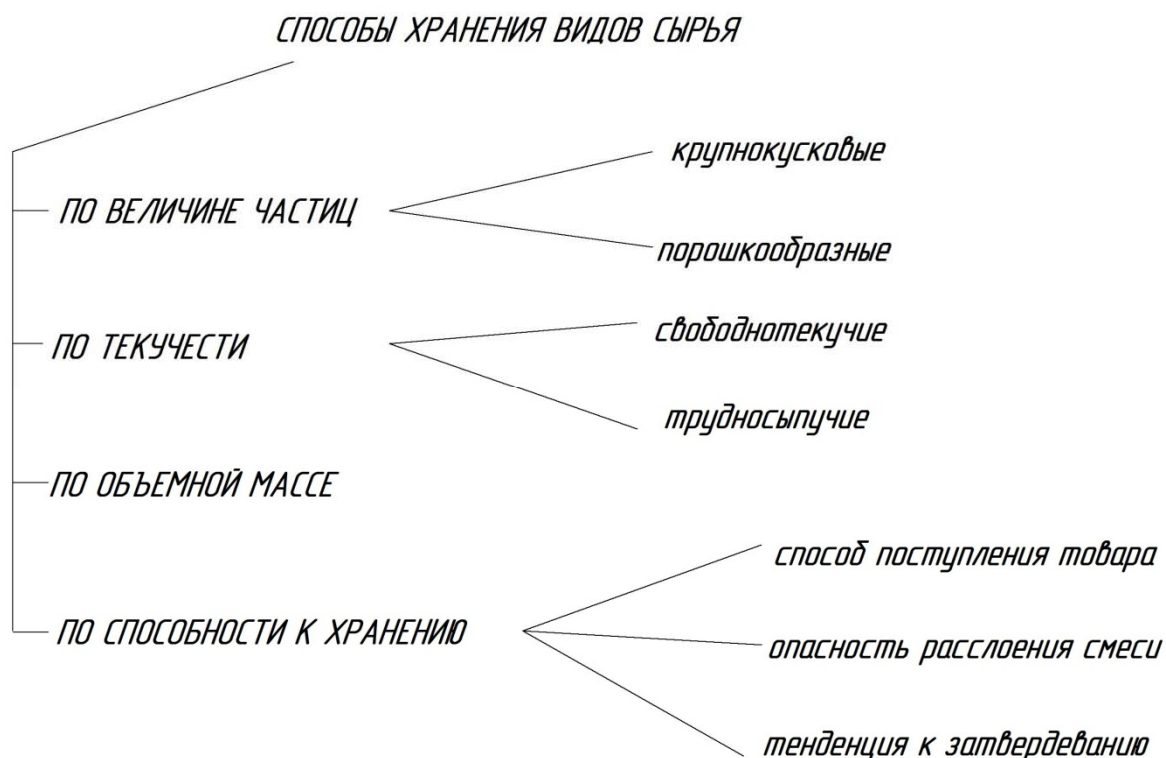 СПОСОБЫ ХРАНЕНИЯ ВИДОВ СЫРЬЯ
ПО ВЕЛИЧИНЕ ЧАСТИЦ
крупнокусковые
порошкообразные
ПО ТЕКУЧЕСТИ
свободнотекучие
трудносыпучие
ПО ОБЪЕМНОЙ МАССЕ
ПО СПОСОБНОСТИ К ХРАНЕНИЮ
способ поступления товара
опасность расслоения смеси
тенденция к затвердеванию